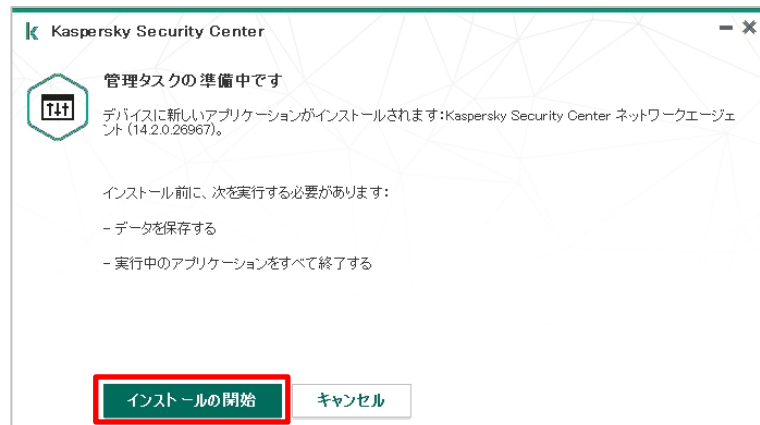 Kaspersky Security Center
管理タスクの準備中です
デバイスに新しいアプリケーションがインストールされます:Kaspersky Security Center ネットワークエージェ
ント (14.2.0.26967)。
インストール前に、次を実行する必要があります:
- データを保存する
- 実行中のアプリケーションをすべて終了する
インストールの開始
キャンセル